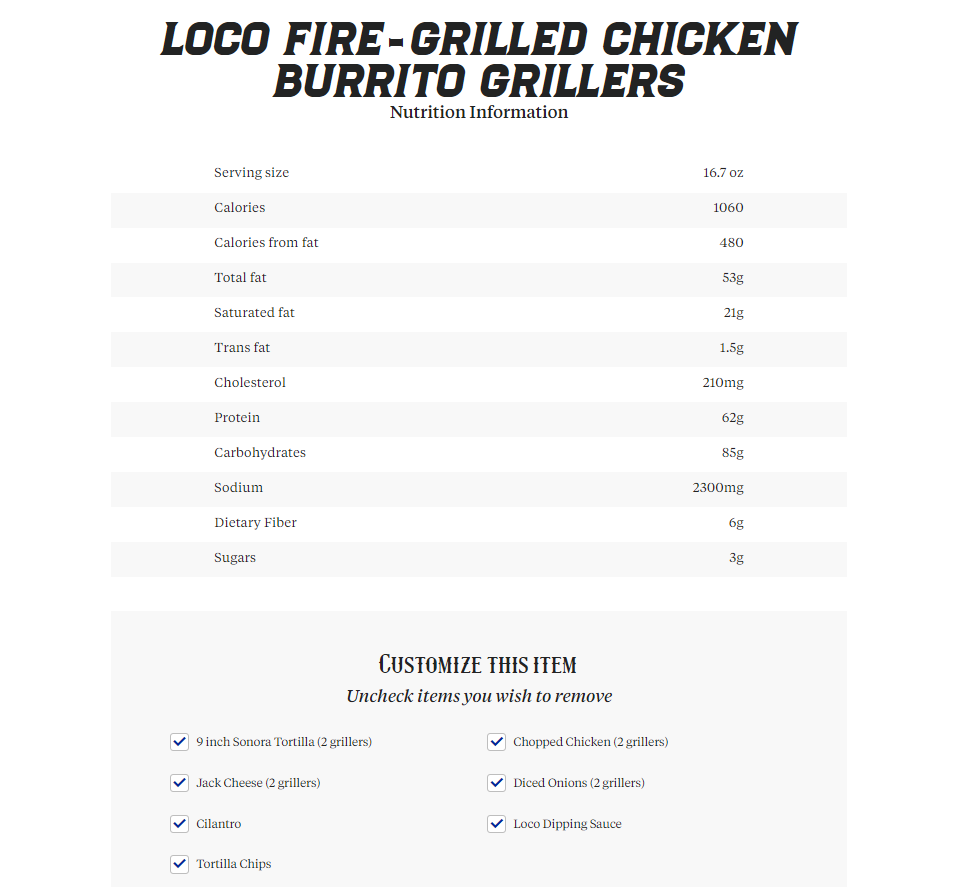 LOCO FIRE-GRILLED CHICKEN
BURRITO GRILLERS
Nutrition Information
Serving size 16.7 oz
Calories 1060
Calories from fat 480
Total fat 53g
Saturated fat 21g
Trans fat 1.5g
Cholesterol 210mg
Protein 62g
Carbohydrates 85g
Sodium 2300mg
Dietary Fiber 6g
Sugars 3g
Customize this item
Uncheck items you wish to remove
9 inch Sonora Tortilla (2 grillers) Chopped Chicken (2 grillers)
Jack Cheese (2 grillers) Diced Onions (2 grillers)
Cilantro Loco Dipping Sauce
Tortilla Chips